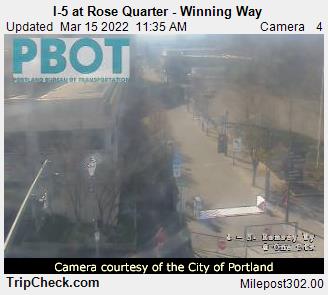 I-5 at Rose Quarter - Winning Way
Updated Mar 15 2022 11:35 AM Camera 4
PBOT
PORTLAND BUREAU OF TRANSPORTATION
Camera courtesy of the City of Portland
TripCheck.com Milepost302.00